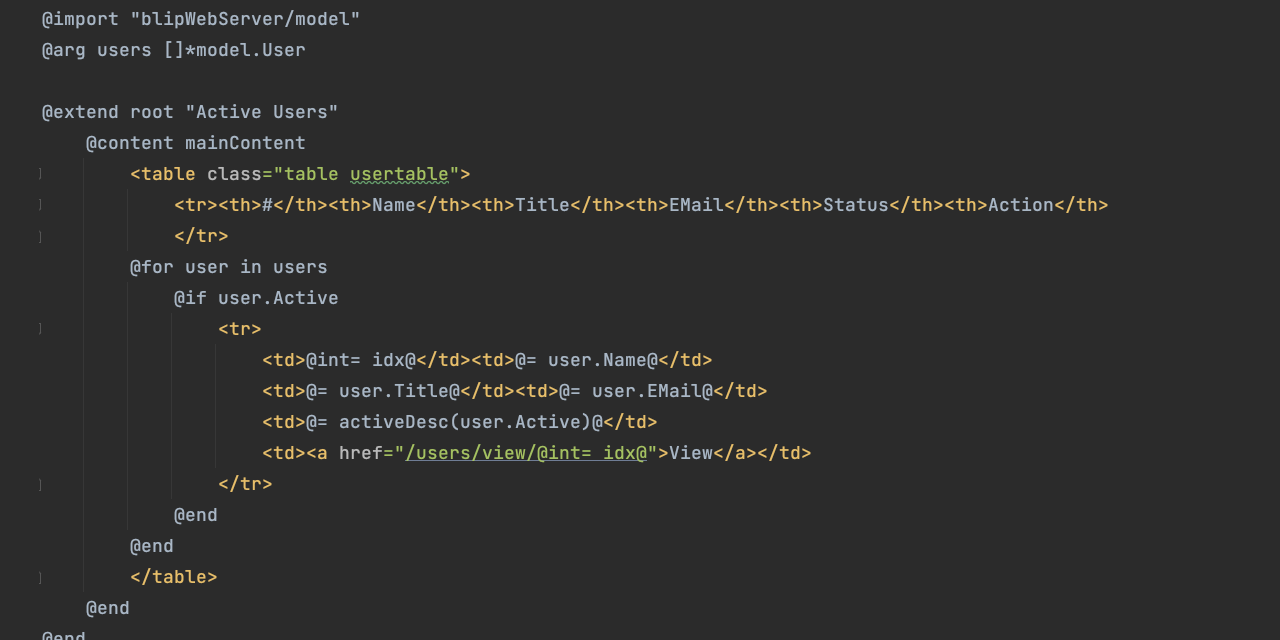 @import "blipWebServer/model"
@arg users []*model.User

@extend root "Active Users"
    @content mainContent
        <table class="table usertable">
            <tr><th>#</th><th>Name</th><th>Title</th><th>EMail</th><th>Status</th><th>Action</th>
            </tr>
        @for user in users
            @if user.Active
                <tr>
                    <td>@int= idx@</td><td>@= user.Name@</td>
                    <td>@= user.Title@</td><td>@= user.EMail@</td>
                    <td>@= activeDesc(user.Active)@</td>
                    <td><a href="/users/view/@int= idx@">View</a></td>
                </tr>
            @end
        @end
        </table>
    @end
@end